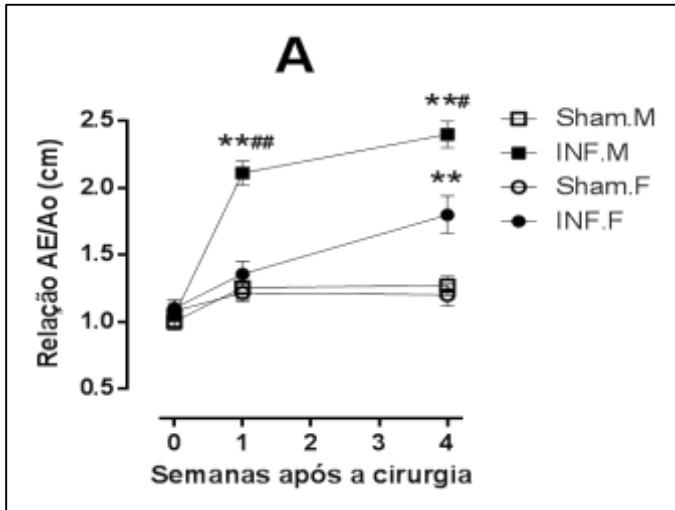 A
Relação AE/Ao (cm)
2.5
2.0
1.5
1.0
0.5
**##
**#
**
0 1 2 3 4
Semanas após a cirurgia
Sham.M
INF.M
Sham.F
INF.F